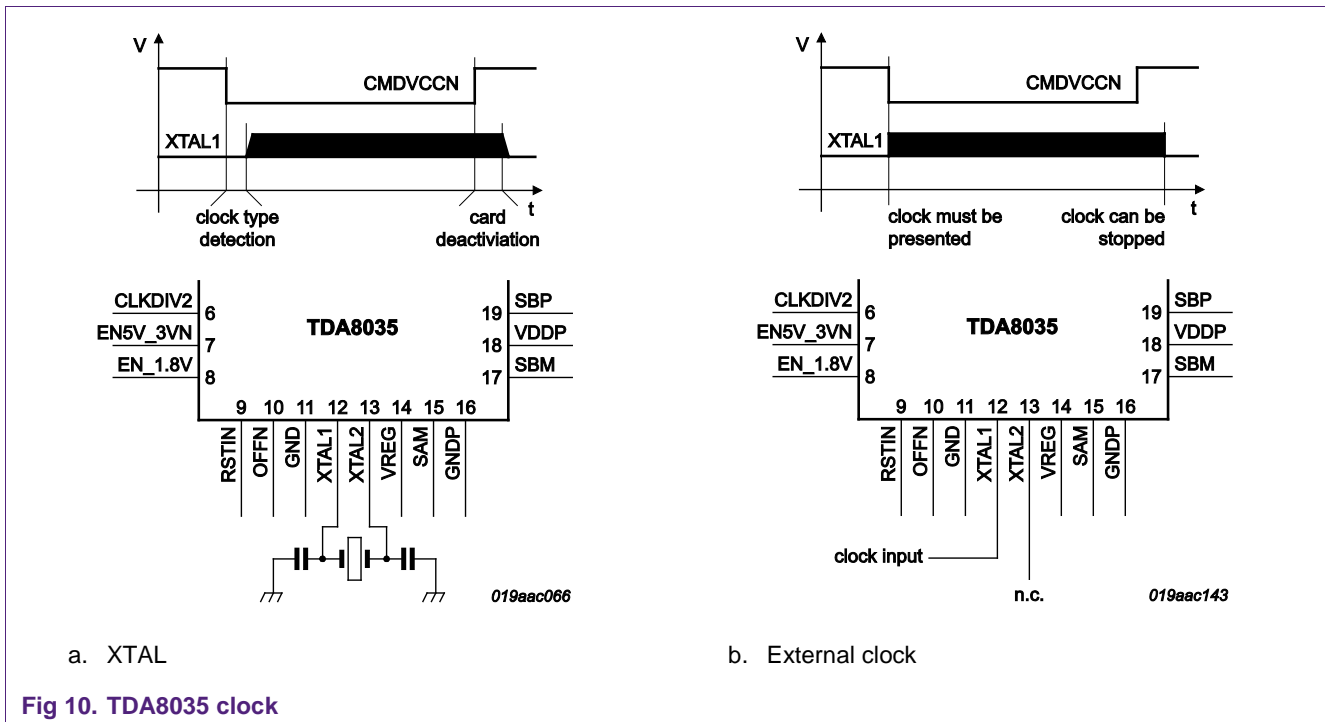 V
CMDVCCN
XTAL1
t
clock type
detection
card
deactiviation
CLKDIV2
6
EN5V_3VN
7
EN_1.8V
8
TDA8035
19
SBP
18
VDDP
17
SBM
9 10 11 12 13 14 15 16
RSTIN
OFFN
GND
XTAL1
XTAL2
VREG
SAM
GNDP
019aac066
a. XTAL
V
CMDVCCN
XTAL1
t
clock must be
presented
clock can be
stopped
CLKDIV2
6
EN5V_3VN
7
EN_1.8V
8
TDA8035
19
SBP
18
VDDP
17
SBM
9 10 11 12 13 14 15 16
RSTIN
OFFN
GND
XTAL1
XTAL2
VREG
SAM
GNDP
clock input
n.c.
019aac143
b. External clock
Fig 10. TDA8035 clock